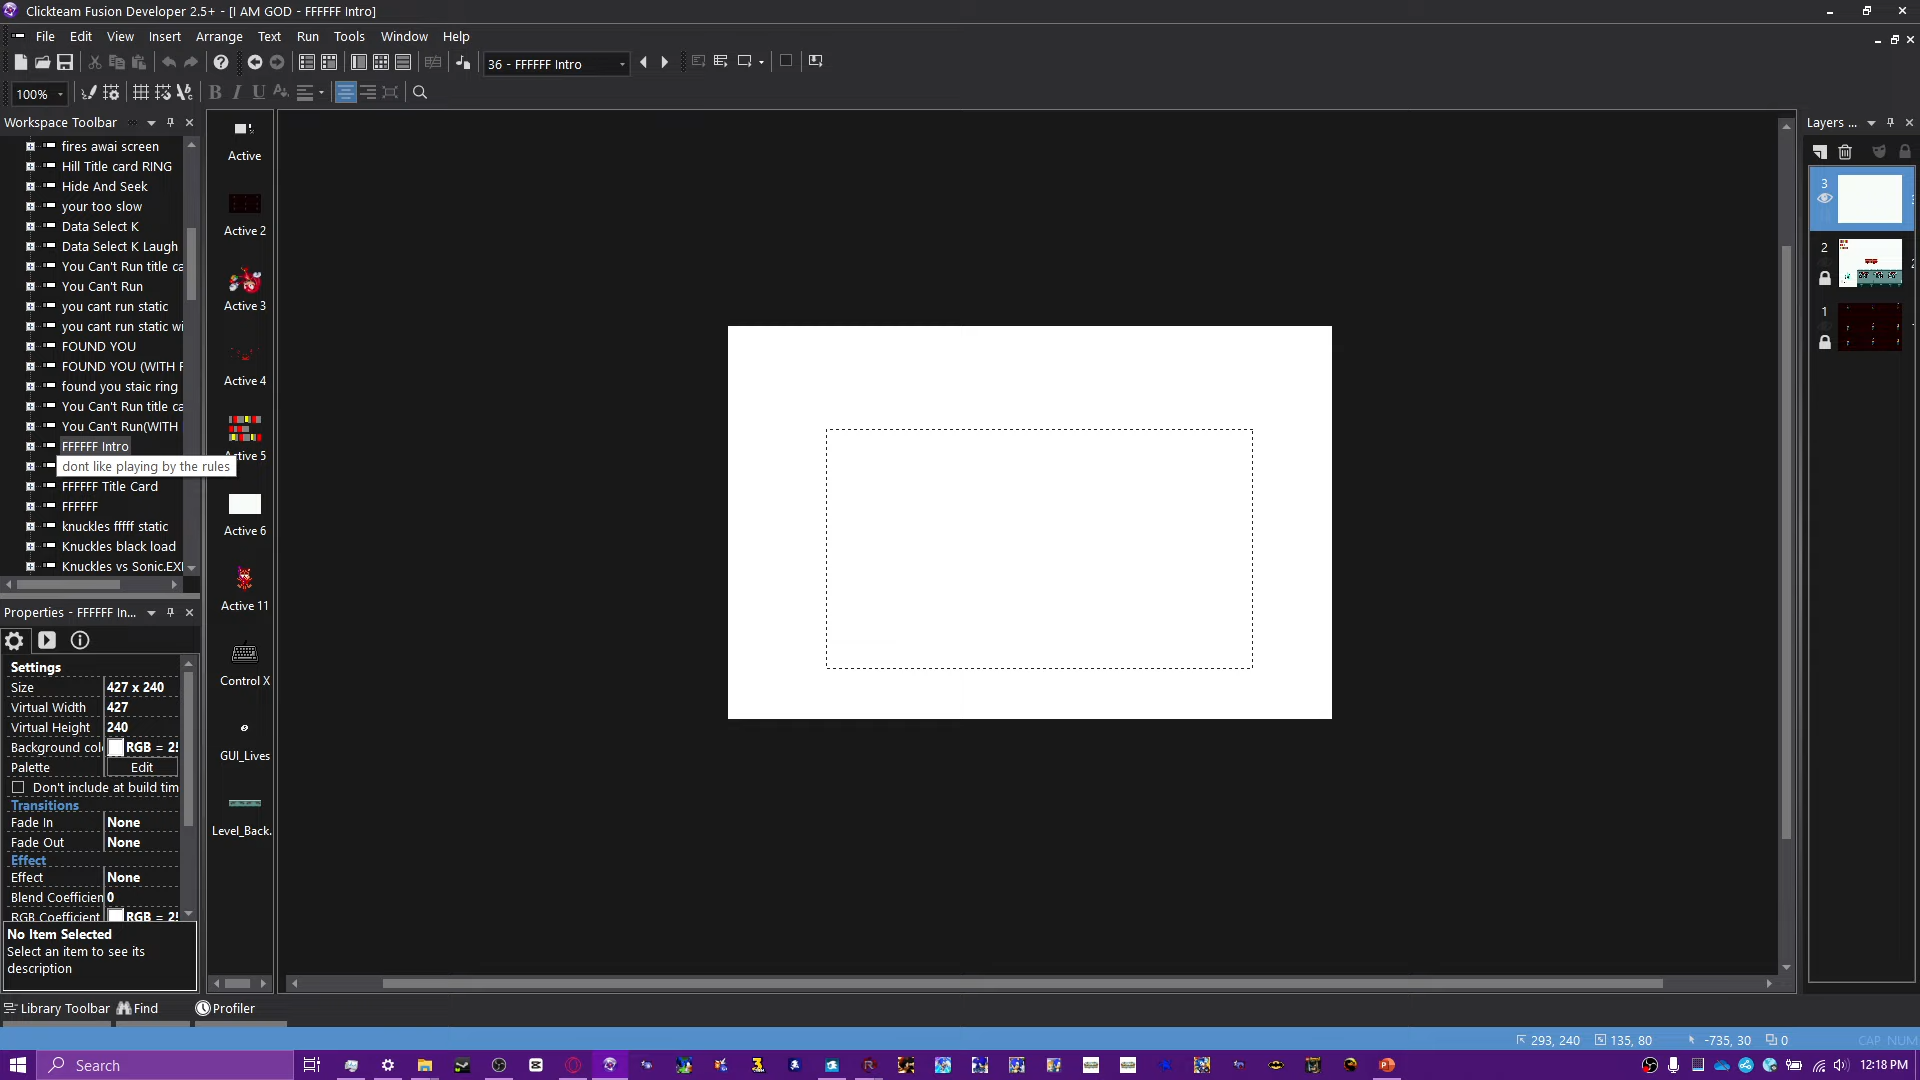 Clickteam Fusion Developer 2.5+ - [I AM GOD - FFFFFF Intro]
File Edit View Insert Arrange Text Run Tools Window Help
36 - FFFFFF Intro
100%
Workspace Toolbar
fires awai screen
Hill Title card RING
Hide And Seek
your too slow
Data Select K
Data Select K Laugh
You Can't Run title ca
You Can't Run
you cant run static
you cant run static wi
FOUND YOU
FOUND YOU (WITH F
found you staic ring
You Can't Run title ca
You Can't Run(WITH
FFFFFF Intro
dont like playing by the rules
FFFFFF Title Card
FFFFFF
knuckles fffff static
Knuckles black load
Knuckles vs Sonic.EXI
Properties - FFFFFF In...
Settings
Size 427 x 240
Virtual Width 427
Virtual Height 240
Background col RGB = 25
Palette Edit
Don't include at build tim
Transitions
Fade In None
Fade Out None
Effect
Effect None
Blend Coefficien 0
RGB Coefficient RGB = 25
No Item Selected
Select an item to see its
description
Active
Active 2
Active 3
Active 4
Active 5
Active 6
Active 11
Control X
GUI_Lives
Level_Back.
Layers ...
3
2
1
Library Toolbar Find Profiler
293, 240 135, 80 -735, 30 0 CAP NUM
Search
12:18 PM